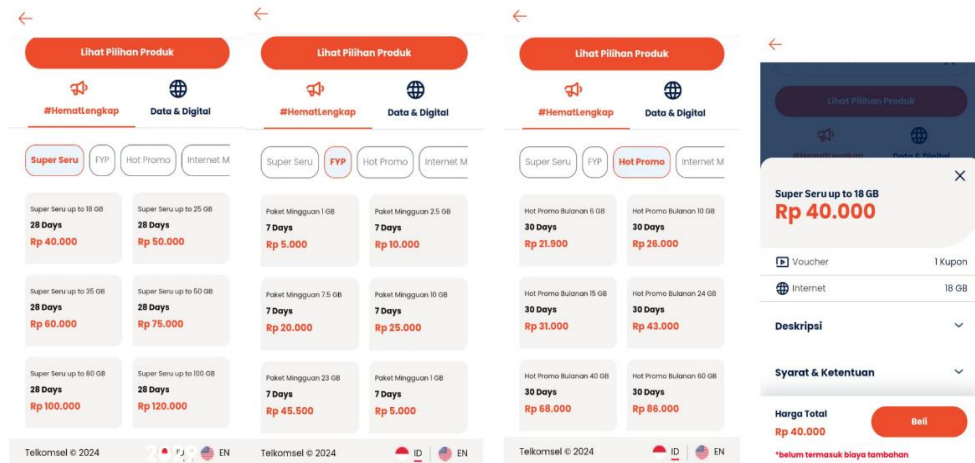 Lihat Pilihan Produk
#HematLengkap
Data & Digital
Super Seru
FYP
Hot Promo
Internet M
Super Seru up to 18 GB
28 Days
Rp 40.000
Super Seru up to 25 GB
28 Days
Rp 50.000
Super Seru up to 35 GB
28 Days
Rp 60.000
Super Seru up to 50 GB
28 Days
Rp 75.000
Super Seru up to 80 GB
28 Days
Rp 100.000
Super Seru up to 100 GB
28 Days
Rp 120.000
Telkomsel © 2024
ID
EN
Lihat Pilihan Produk
#HematLengkap
Data & Digital
Super Seru
FYP
Hot Promo
Internet M
Paket Mingguan 1 GB
7 Days
Rp 5.000
Paket Mingguan 2.5 GB
7 Days
Rp 10.000
Paket Mingguan 7.5 GB
7 Days
Rp 20.000
Paket Mingguan 10 GB
7 Days
Rp 25.000
Paket Mingguan 23 GB
7 Days
Rp 45.500
Paket Mingguan 1 GB
7 Days
Rp 5.000
Telkomsel © 2024
ID
EN
Lihat Pilihan Produk
#HematLengkap
Data & Digital
Super Seru
FYP
Hot Promo
Internet M
Hot Promo Bulanan 6 GB
30 Days
Rp 21.900
Hot Promo Bulanan 10 GB
30 Days
Rp 26.000
Hot Promo Bulanan 15 GB
30 Days
Rp 31.000
Hot Promo Bulanan 24 GB
30 Days
Rp 43.000
Hot Promo Bulanan 40 GB
30 Days
Rp 68.000
Hot Promo Bulanan 60 GB
30 Days
Rp 86.000
Telkomsel © 2024
ID
EN
Lihat Pilihan Produk
Super Seru up to 18 GB
Rp 40.000
Voucher
1 Kupon
Internet
18 GB
Deskripsi
Syarat & Ketentuan
Harga Total
Rp 40.000
Beli
*belum termasuk biaya tambahan